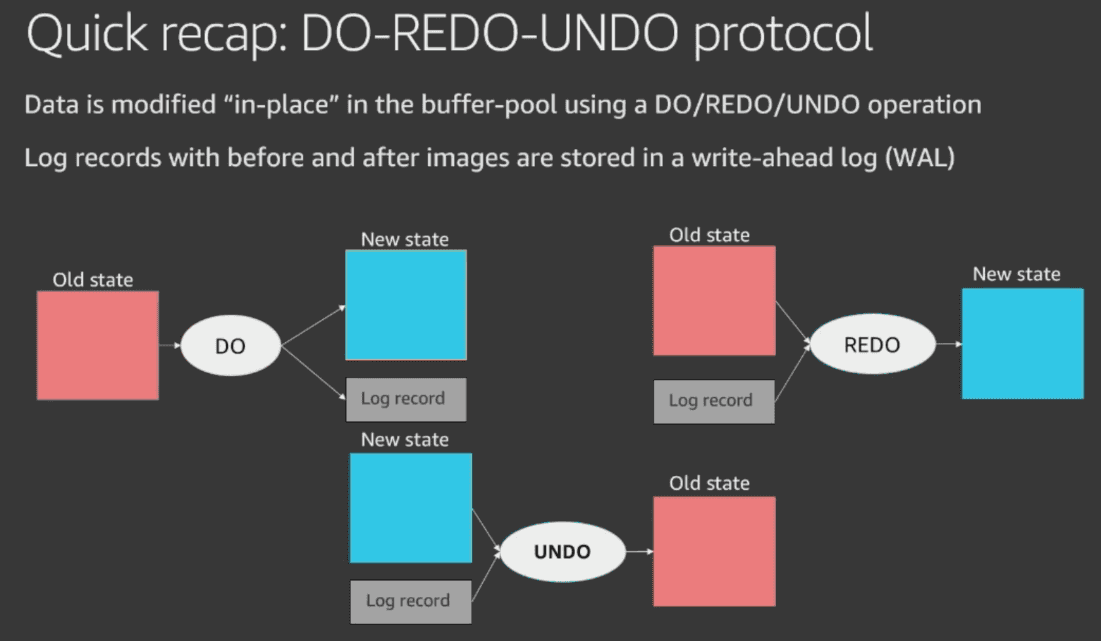 Quick recap: DO-REDO-UNDO protocol
Data is modified “in-place” in the buffer-pool using a DO/REDO/UNDO operation
Log records with before and after images are stored in a write-ahead log (WAL)
Old state
DO
New state
Log record
Old state
Log record
REDO
New state
New state
Log record
UNDO
Old state